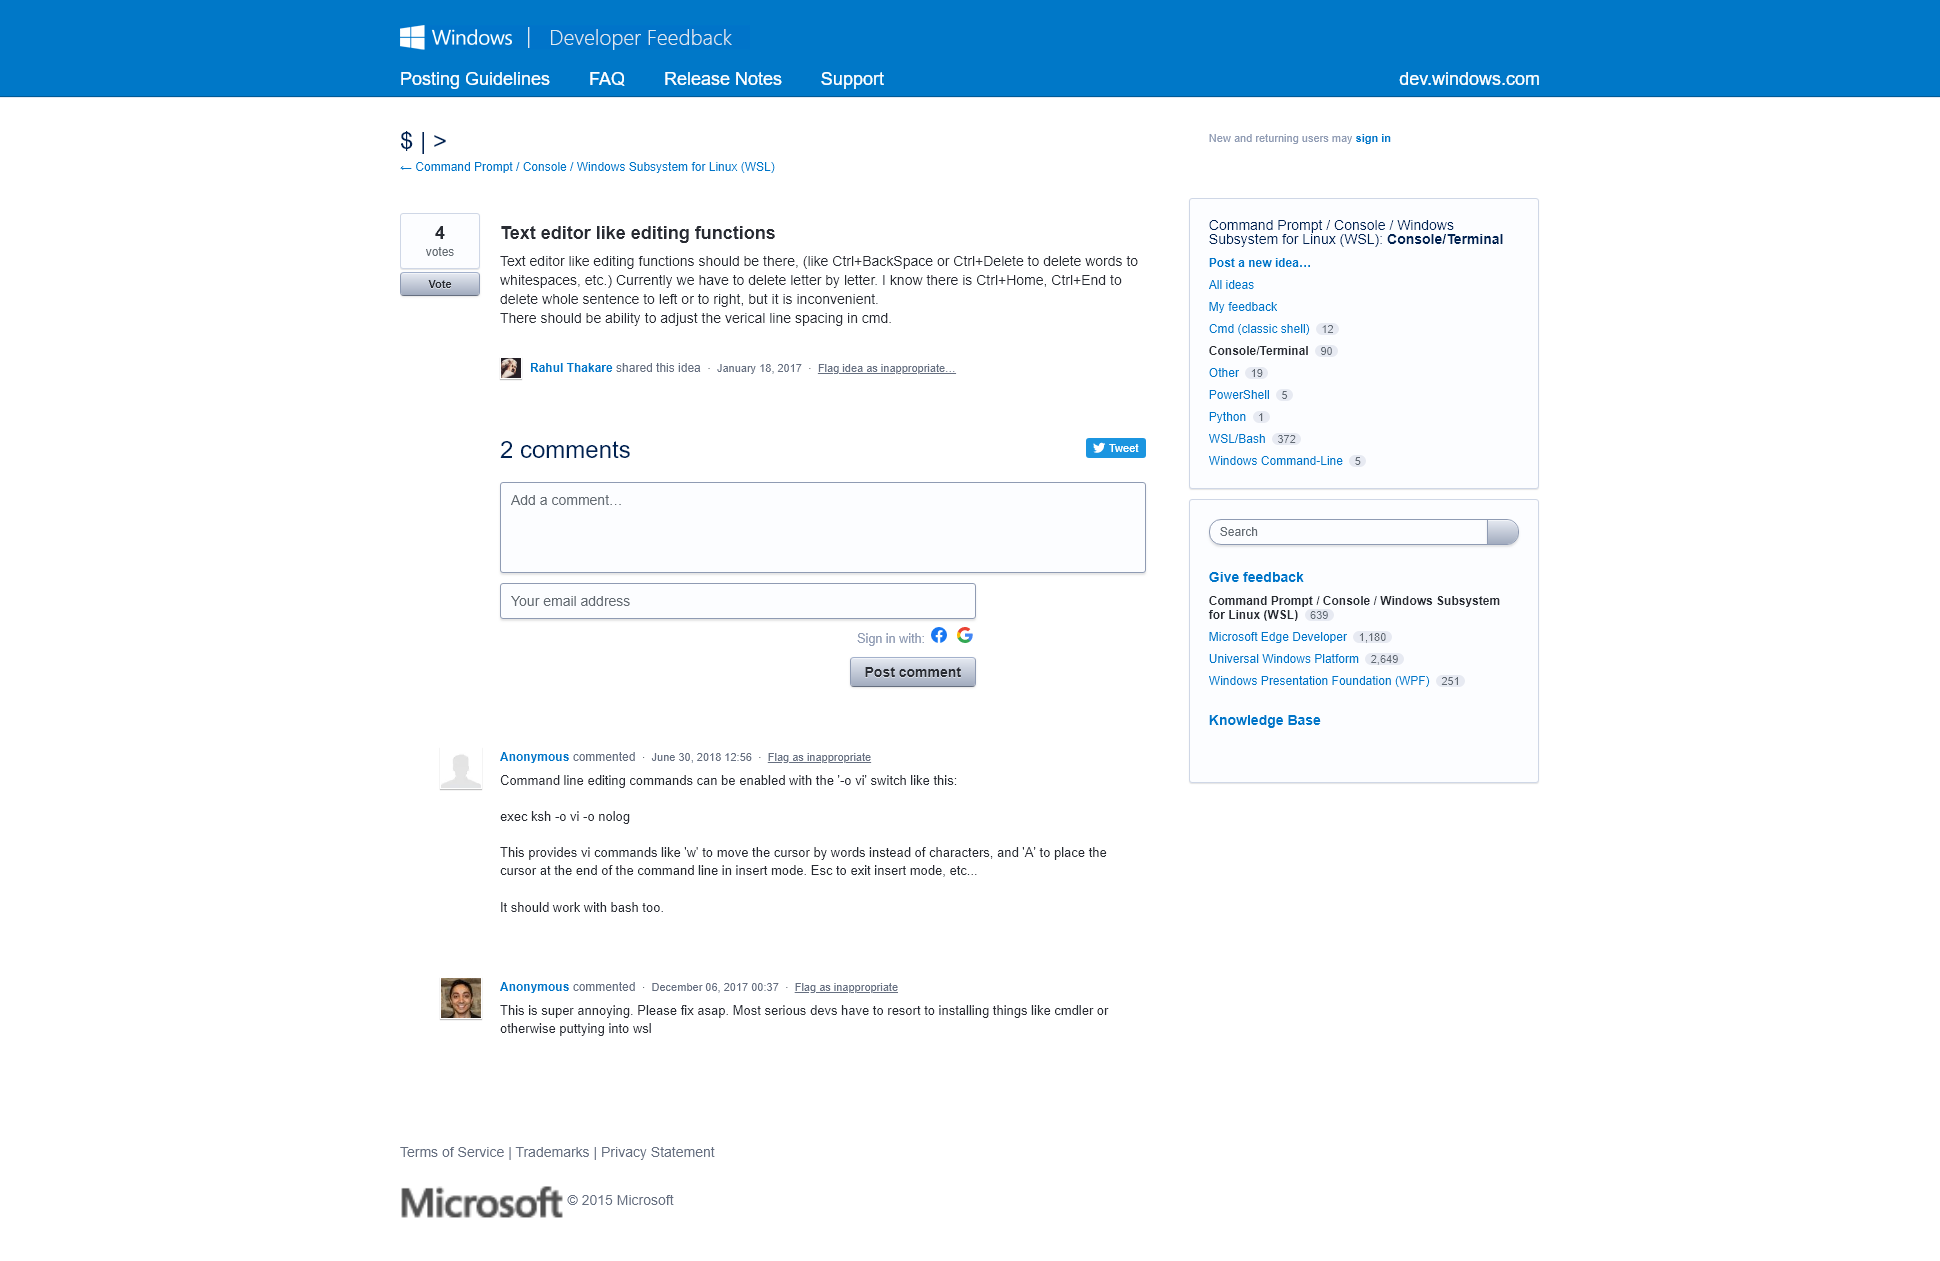 Windows | Developer Feedback
Posting Guidelines FAQ Release Notes Support dev.windows.com
$ | >
← Command Prompt / Console / Windows Subsystem for Linux (WSL)
New and returning users may sign in
4
votes
Vote
Text editor like editing functions
Text editor like editing functions should be there, (like Ctrl+BackSpace or Ctrl+Delete to delete words to
whitespaces, etc.) Currently we have to delete letter by letter. I know there is Ctrl+Home, Ctrl+End to
delete whole sentence to left or to right, but it is inconvenient.
There should be ability to adjust the verical line spacing in cmd.
Rahul Thakare shared this idea · January 18, 2017 · Flag idea as inappropriate…
2 comments
Tweet
Add a comment…
Your email address
Sign in with:
Post comment
Anonymous commented · June 30, 2018 12:56 · Flag as inappropriate
Command line editing commands can be enabled with the '-o vi' switch like this:
exec ksh -o vi -o nolog
This provides vi commands like 'w' to move the cursor by words instead of characters, and 'A' to place the
cursor at the end of the command line in insert mode. Esc to exit insert mode, etc...
It should work with bash too.
Anonymous commented · December 06, 2017 00:37 · Flag as inappropriate
This is super annoying. Please fix asap. Most serious devs have to resort to installing things like cmdler or
otherwise puttying into wsl
Command Prompt / Console / Windows
Subsystem for Linux (WSL): Console/Terminal
Post a new idea…
All ideas
My feedback
Cmd (classic shell) 12
Console/Terminal 90
Other 19
PowerShell 5
Python 1
WSL/Bash 372
Windows Command-Line 5
Search
Give feedback
Command Prompt / Console / Windows Subsystem
for Linux (WSL) 639
Microsoft Edge Developer 1,180
Universal Windows Platform 2,649
Windows Presentation Foundation (WPF) 251
Knowledge Base
Terms of Service | Trademarks | Privacy Statement
Microsoft © 2015 Microsoft